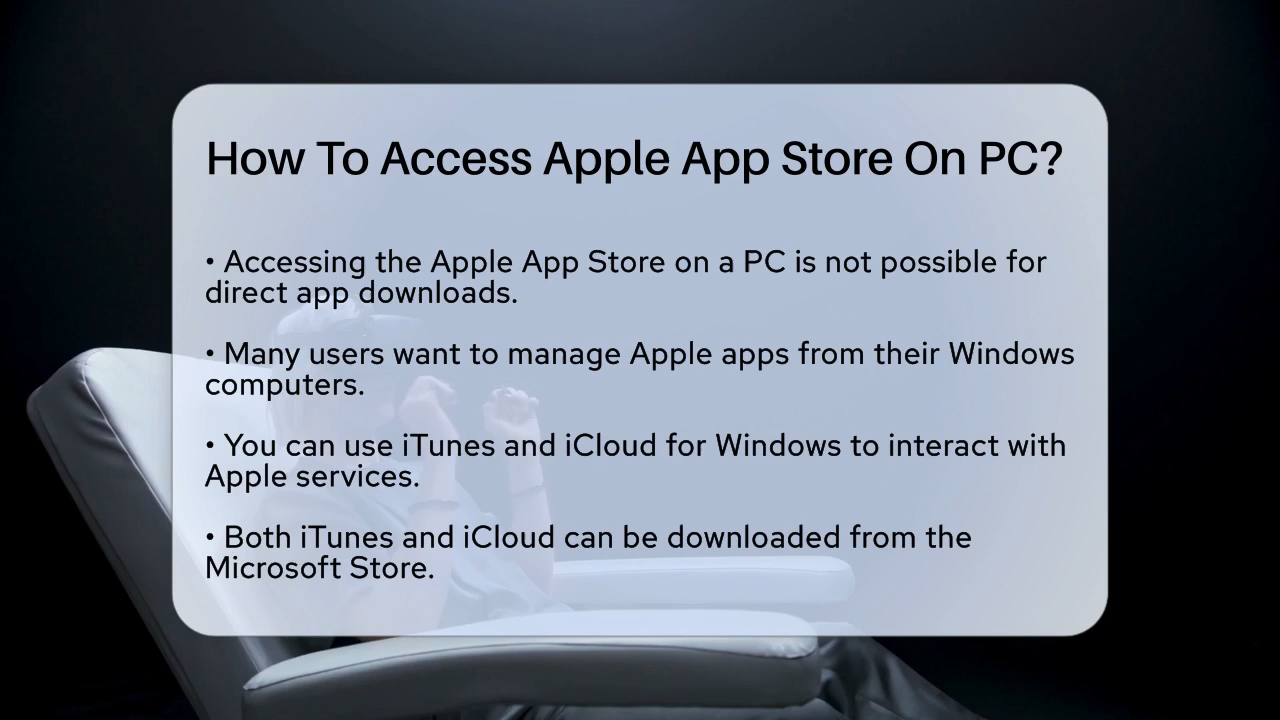 How To Access Apple App Store On PC?
• Accessing the Apple App Store on a PC is not possible for
direct app downloads.
• Many users want to manage Apple apps from their Windows
computers.
• You can use iTunes and iCloud for Windows to interact with
Apple services.
• Both iTunes and iCloud can be downloaded from the
Microsoft Store.